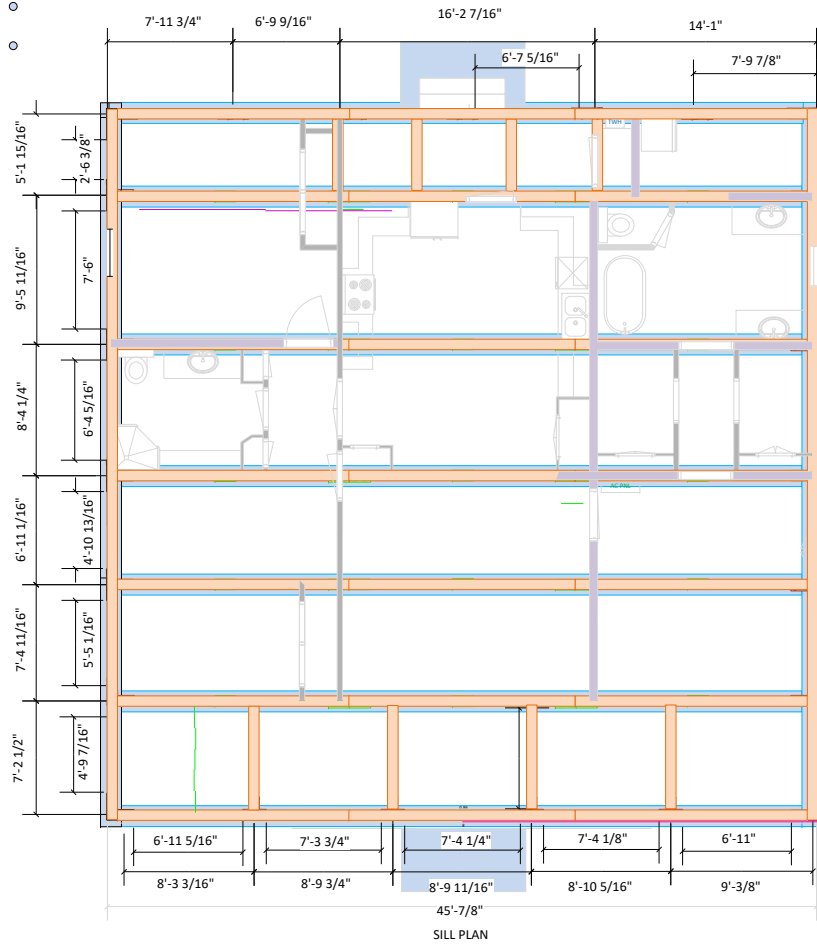 7'-11 3/4" 6'-9 9/16" 16'-2 7/16" 14'-1"
6'-7 5/16" 7'-9 7/8"
5'-1 15/16"
2'-6 3/8"
TWH
9'-5 11/16"
7'-6"
8'-4 1/4"
6'-4 5/16"
AC PNL
6'-11 1/16"
4'-10 13/16"
7'-4 11/16"
5'-5 1/16"
7'-2 1/2"
4'-9 7/16"
6'-11 5/16" 7'-3 3/4" 7'-4 1/4" 7'-4 1/8" 6'-11"
8'-3 3/16" 8'-9 3/4" 8'-9 11/16" 8'-10 5/16" 9'-3/8"
45'-7/8"
SILL PLAN